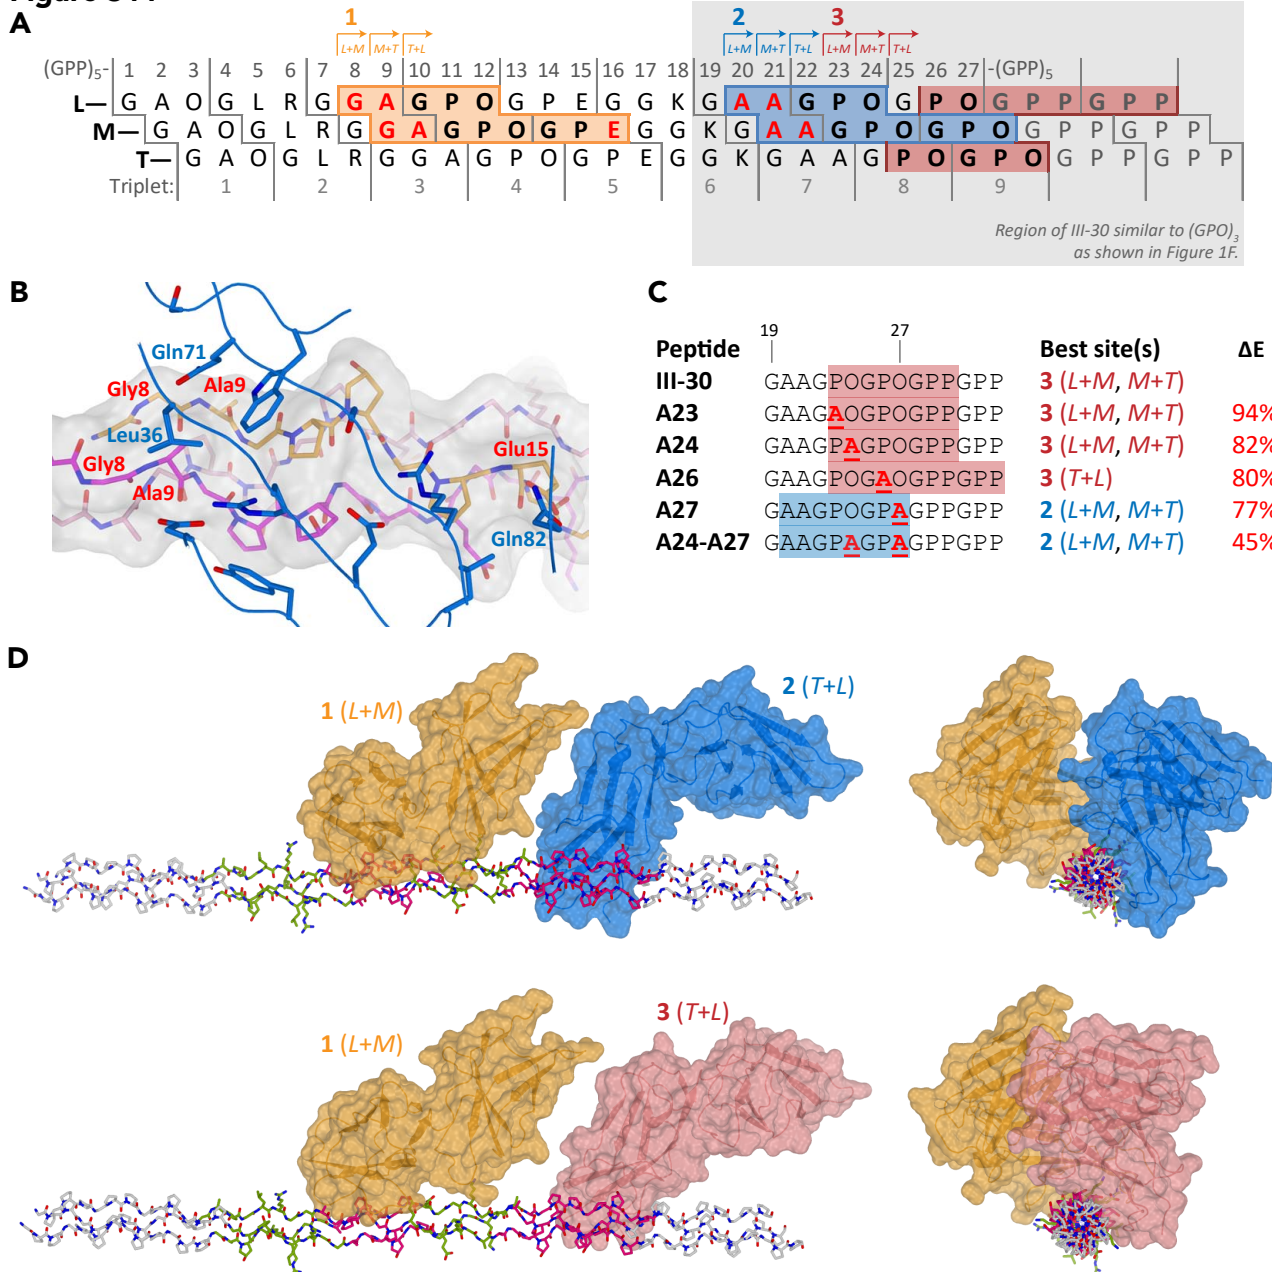 A
1 2 3
L+M M+T T+L L+M M+T T+L L+M M+T T+L
(GPP)5- 1 2 3 4 5 6 7 8 9 10 11 12 13 14 15 16 17 18 19 20 21 22 23 24 25 26 27 -(GPP)5
L— G A O G L R G G A G P O G P E G G K G A A G P O G P O G P P G P P
M— G A O G L R G G A G P O G P E G G K G A A G P O G P O G P P G P P
T— G A O G L R G G A G P O G P E G G K G A A G P O G P O G P P G P P
Triplet: 1 2 3 4 5 6 7 8 9
Region of III-30 similar to (GPO)3
as shown in Figure 1F.
B
Gln71
Gly8 Ala9
Leu36
Gly8
Ala9
Glu15
Gln82
C
19 27
Peptide Best site(s) ΔE
III-30 GAAGPOGPOGPPGPP 3 (L+M, M+T)
A23 GAAGAOGPOGPPGPP 3 (L+M, M+T) 94%
A24 GAAGPAGPOGPPGPP 3 (L+M, M+T) 82%
A26 GAAGPOGAOGPPGPP 3 (T+L) 80%
A27 GAAGPOGPAGPPGPP 2 (L+M, M+T) 77%
A24-A27 GAAGPAGPAGPPGPP 2 (L+M, M+T) 45%
D
1 (L+M)
2 (T+L)
1 (L+M)
3 (T+L)